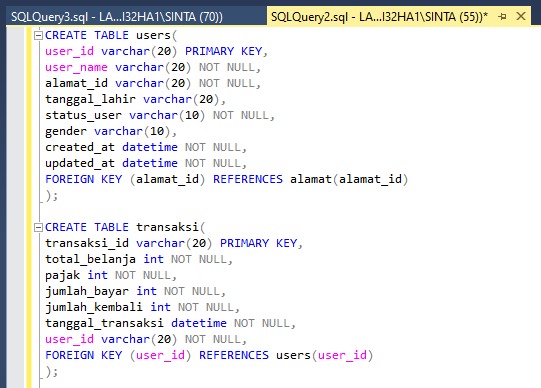 SQLQuery3.sql - LA...I32HA1\SINTA (70)) SQLQuery2.sql - LA...I32HA1\SINTA (55))*
CREATE TABLE users(
user_id varchar(20) PRIMARY KEY,
user_name varchar(20) NOT NULL,
alamat_id varchar(20) NOT NULL,
tanggal_lahir varchar(20),
status_user varchar(10) NOT NULL,
gender varchar(10),
created_at datetime NOT NULL,
updated_at datetime NOT NULL,
FOREIGN KEY (alamat_id) REFERENCES alamat(alamat_id)
);
CREATE TABLE transaksi(
transaksi_id varchar(20) PRIMARY KEY,
total_belanja int NOT NULL,
pajak int NOT NULL,
jumlah_bayar int NOT NULL,
jumlah_kembali int NOT NULL,
tanggal_transaksi datetime NOT NULL,
user_id varchar(20) NOT NULL,
FOREIGN KEY (user_id) REFERENCES users(user_id)
);